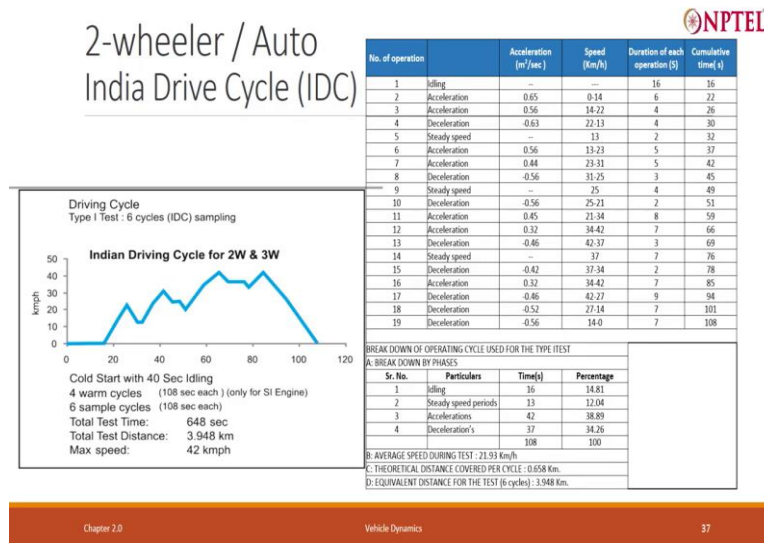 NPTEL
2-wheeler / Auto
India Drive Cycle (IDC)
No. of operation Acceleration (m²/sec ) Speed (Km/h) Duration of each operation (S) Cumulative time( s)
1 Idling -- --- 16 16
2 Acceleration 0.65 0-14 6 22
3 Acceleration 0.56 14-22 4 26
4 Deceleration -0.63 22-13 4 30
5 Steady speed -- 13 2 32
6 Acceleration 0.56 13-23 5 37
7 Acceleration 0.44 23-31 5 42
8 Deceleration -0.56 31-25 3 45
9 Steady speed -- 25 4 49
10 Deceleration -0.56 25-21 2 51
11 Acceleration 0.45 21-34 8 59
12 Acceleration 0.32 34-42 7 66
13 Deceleration -0.46 42-37 3 69
14 Steady speed -- 37 7 76
15 Deceleration -0.42 37-34 2 78
16 Acceleration 0.32 34-42 7 85
17 Deceleration -0.46 42-27 9 94
18 Deceleration -0.52 27-14 7 101
19 Deceleration -0.56 14-0 7 108
BREAK DOWN OF OPERATING CYCLE USED FOR THE TYPE ITEST
A: BREAK DOWN BY PHASES
Sr. No. Particulars Time(s) Percentage
1 Idling 16 14.81
2 Steady speed periods 13 12.04
3 Accelerations 42 38.89
4 Deceleration's 37 34.26
108 100
B: AVERAGE SPEED DURING TEST : 21.93 Km/h
C: THEORETICAL DISTANCE COVERED PER CYCLE : 0.658 Km.
D: EQUIVALENT DISTANCE FOR THE TEST (6 cycles) : 3.948 Km.
Driving Cycle
Type I Test : 6 cycles (IDC) sampling
Indian Driving Cycle for 2W & 3W
kmph
50
40
30
20
10
0
0 20 40 60 80 100 120
Cold Start with 40 Sec Idling
4 warm cycles (108 sec each ) (only for SI Engine)
6 sample cycles (108 sec each)
Total Test Time: 648 sec
Total Test Distance: 3.948 km
Max speed: 42 kmph
Chapter 2.0 Vehicle Dynamics 37